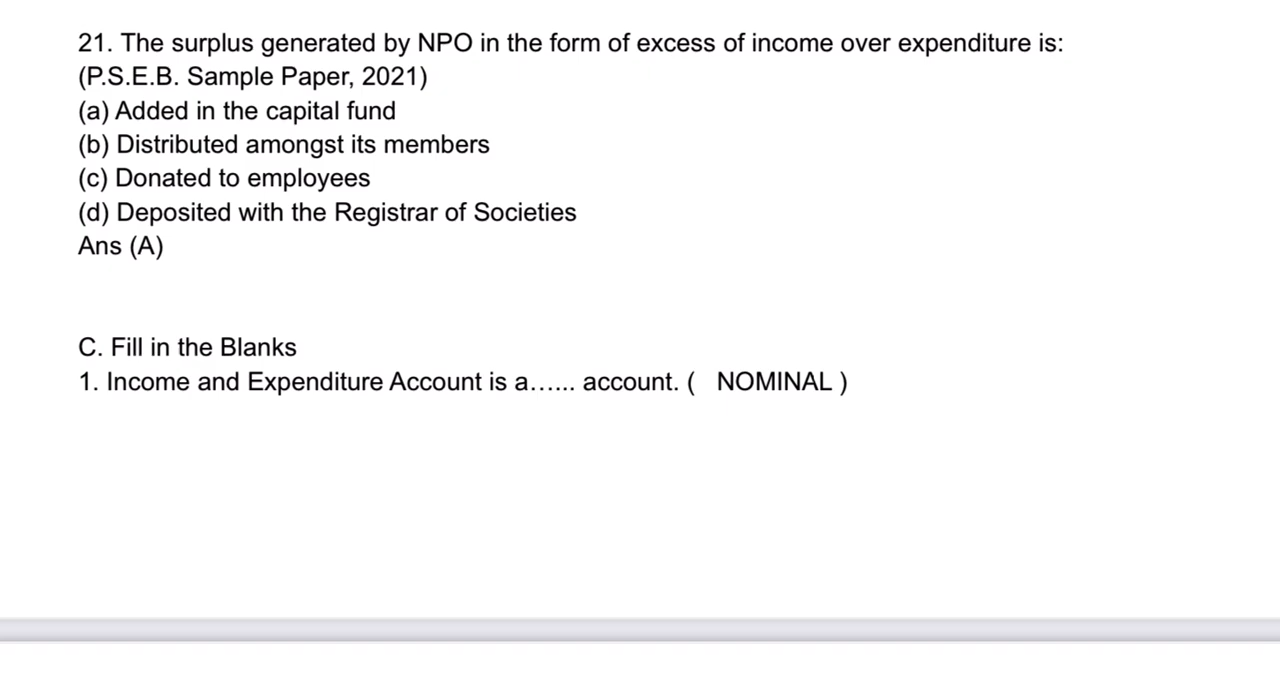 21. The surplus generated by NPO in the form of excess of income over expenditure is:
(P.S.E.B. Sample Paper, 2021)
(a) Added in the capital fund
(b) Distributed amongst its members
(c) Donated to employees
(d) Deposited with the Registrar of Societies
Ans (A)
C. Fill in the Blanks
1. Income and Expenditure Account is a…... account. (   NOMINAL )